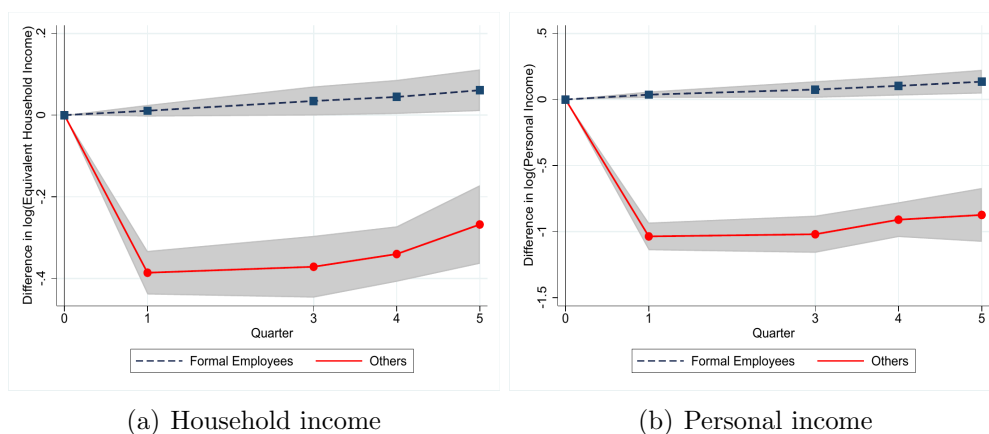 Difference in log(Equivalent Household Income)
.2
0
-.2
-.4
0 1 3 4 5
Quarter
Formal Employees Others
(a) Household income
Difference in log(Personal Income)
.5
0
-.5
-1
-1.5
0 1 3 4 5
Quarter
Formal Employees Others
(b) Personal income